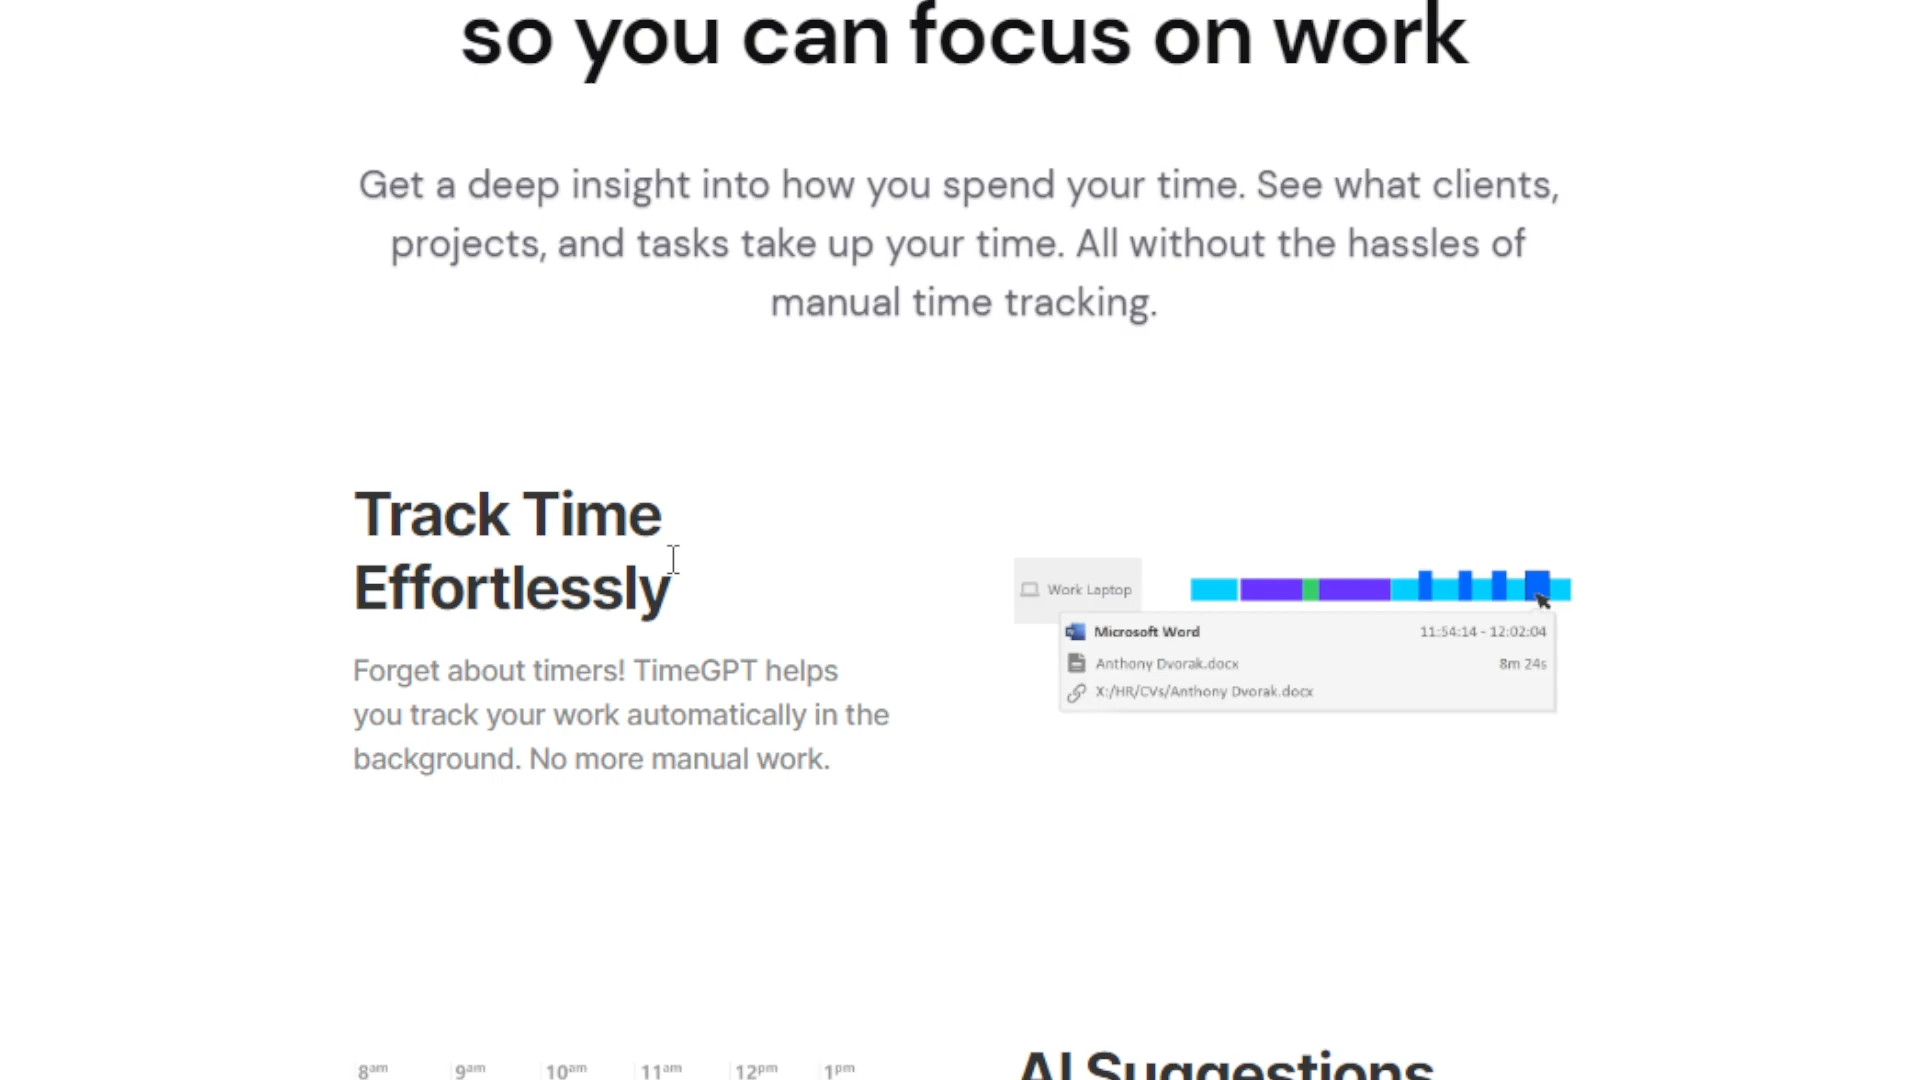 so you can focus on work
Get a deep insight into how you spend your time. See what clients,
projects, and tasks take up your time. All without the hassles of
manual time tracking.
Track Time
Effortlessly
Forget about timers! TimeGPT helps
you track your work automatically in the
background. No more manual work.
Work Laptop
Microsoft Word 11:54:14 - 12:02:04
Anthony Dvorak.docx 8m 24s
X:/HR/CVs/Anthony Dvorak.docx
8am 9am 10am 11am 12pm 1pm
AI Suggestions